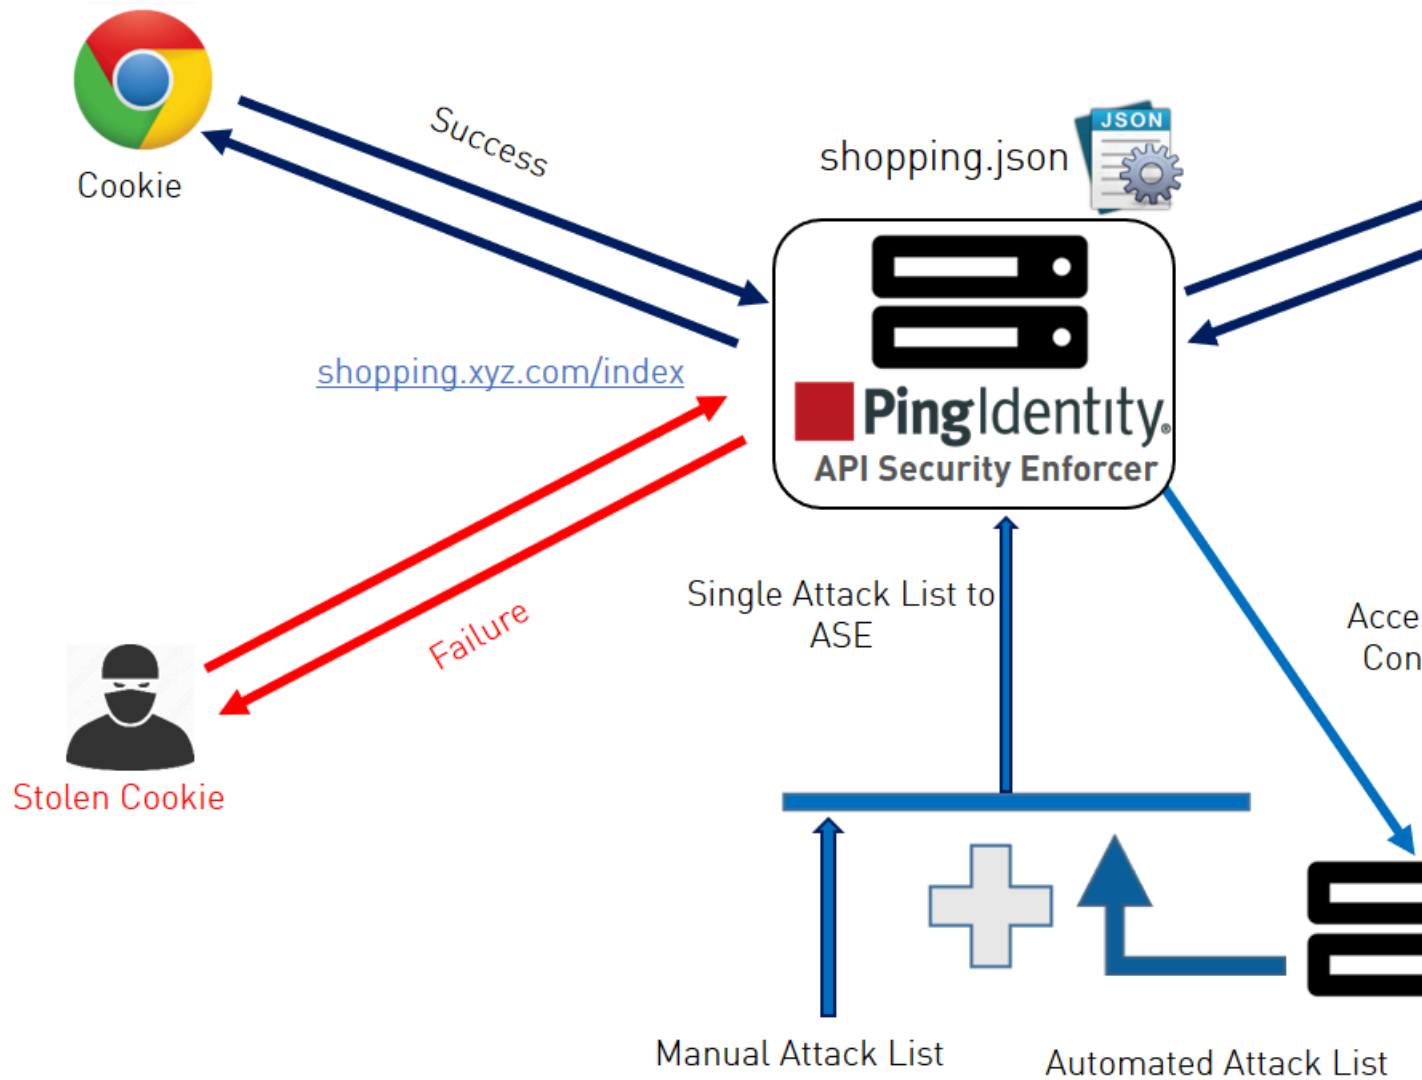 Success
JSON
shopping.json
Cookie
shopping.xyz.com/index
PingIdentity®
API Security Enforcer
Single Attack List to
ASE
Failure
Stolen Cookie
Manual Attack List
Automated Attack List